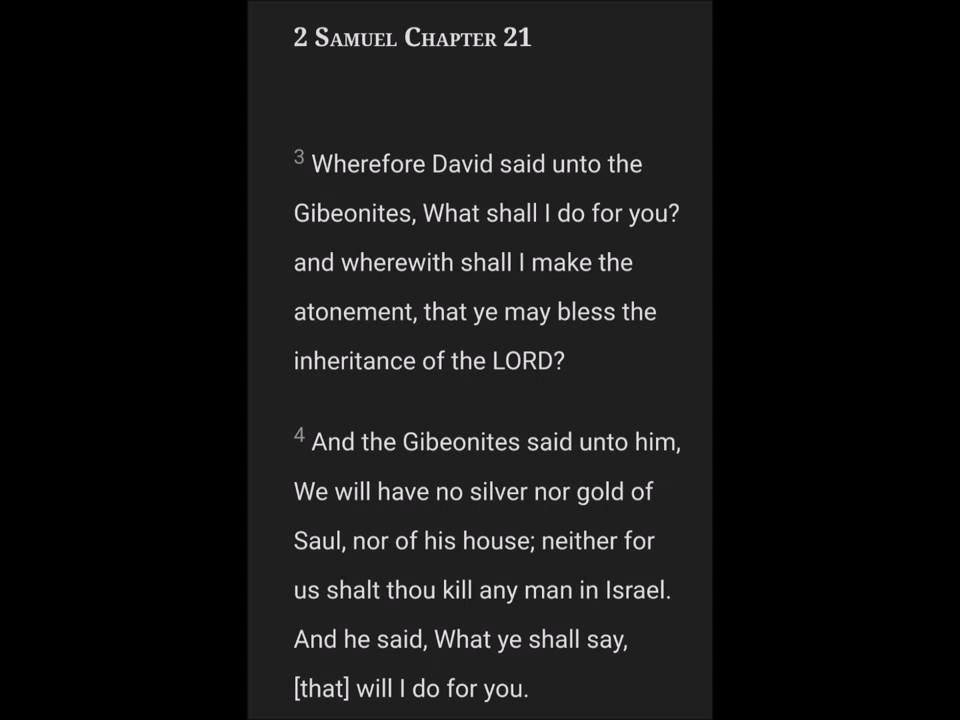 2 Samuel Chapter 21
3 Wherefore David said unto the
Gibeonites, What shall I do for you?
and wherewith shall I make the
atonement, that ye may bless the
inheritance of the LORD?
4 And the Gibeonites said unto him,
We will have no silver nor gold of
Saul, nor of his house; neither for
us shalt thou kill any man in Israel.
And he said, What ye shall say,
[that] will I do for you.